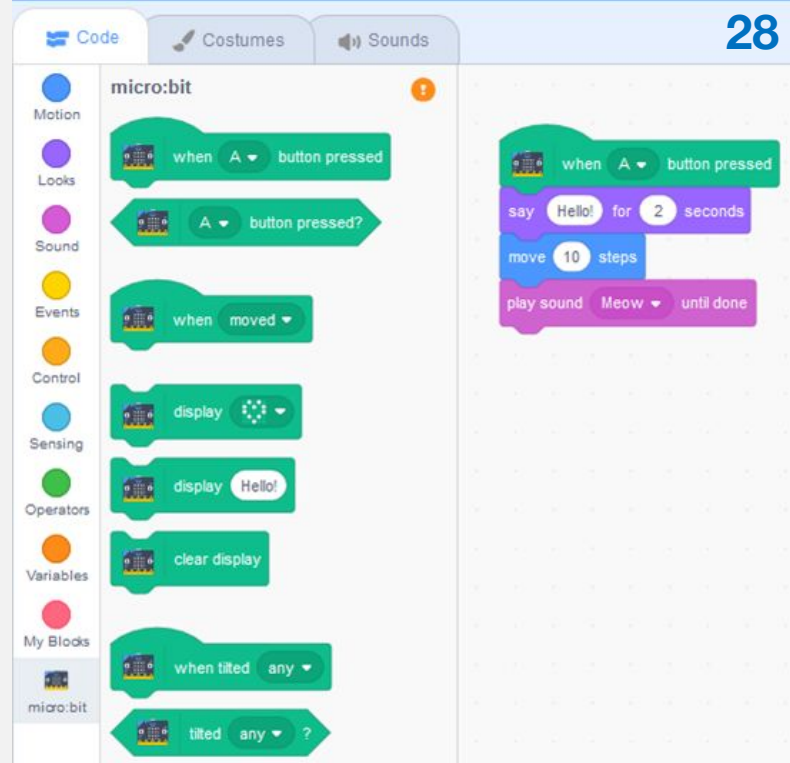 Code
Costumes
Sounds
28
Motion
Looks
Sound
Events
Control
Sensing
Operators
Variables
My Blocks
micro:bit
micro:bit
!
when A button pressed
A button pressed?
when moved
display
display Hello!
clear display
when tilted any
tilted any ?
when A button pressed
say Hello! for 2 seconds
move 10 steps
play sound Meow until done